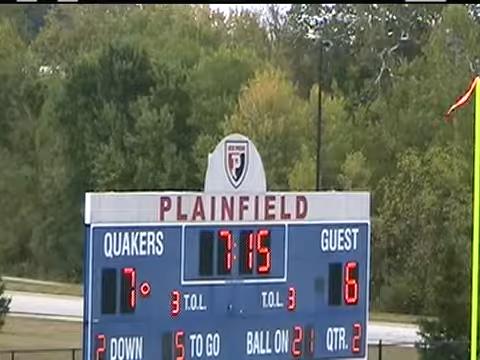 PLAINFIELD
QUAKERS 7:15 GUEST
7 3 T.O.L. T.O.L. 3 6
2 DOWN 5 TO GO BALL ON 21 QTR. 2